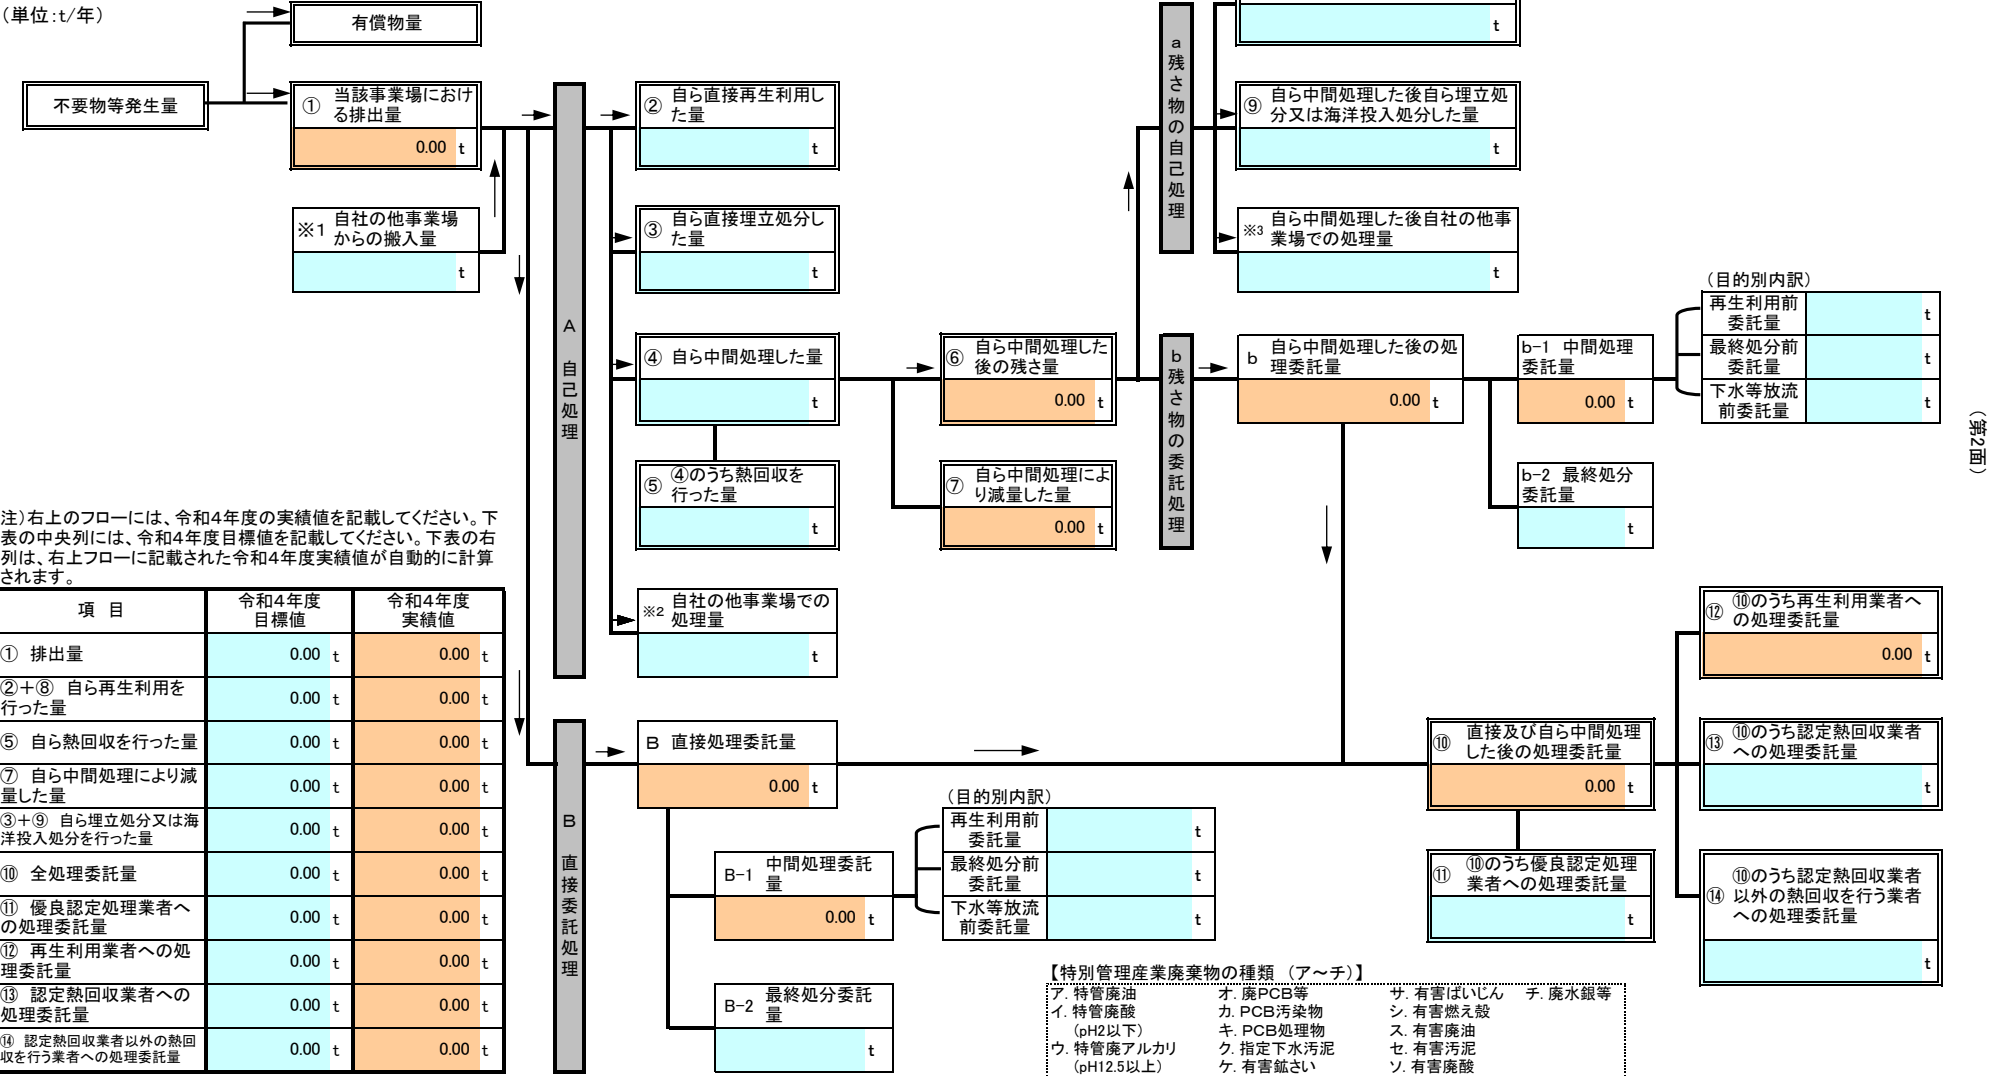 （単位：t/年）
有償物量
不要物等発生量
① 当該事業場におけ
る排出量
0.00 t
※1 自社の他事業場
からの搬入量
t
A 自己処理
② 自ら直接再生利用し
た量
t
③ 自ら直接埋立処分し
た量
t
④ 自ら中間処理した量
t
⑤ ④のうち熱回収を
行った量
t
※2 自社の他事業場での
処理量
t
⑥ 自ら中間処理した
後の残さ量
0.00 t
⑦ 自ら中間処理によ
り減量した量
0.00 t
a 残さ物の自己処理
t
⑨ 自ら中間処理した後自ら埋立処
分又は海洋投入処分した量
t
※3 自ら中間処理した後自社の他事
業場での処理量
t
b 残さ物の委託処理
b 自ら中間処理した後の処
理委託量
0.00 t
b-1 中間処理
委託量
0.00 t
b-2 最終処分
委託量
t
（目的別内訳）
再生利用前
委託量
t
最終処分前
委託量
t
下水等放流
前委託量
t
（第2面）
注）右上のフローには、令和４年度の実績値を記載してください。下
表の中央列には、令和４年度目標値を記載してください。下表の右
列は、右上フローに記載された令和４年度実績値が自動的に計算
されます。
項 目
令和４年度
目標値
令和４年度
実績値
① 排出量
0.00 t 0.00 t
②＋⑧ 自ら再生利用を
行った量
0.00 t 0.00 t
⑤ 自ら熱回収を行った量
0.00 t 0.00 t
⑦ 自ら中間処理により減
量した量
0.00 t 0.00 t
③＋⑨ 自ら埋立処分又は海
洋投入処分を行った量
0.00 t 0.00 t
⑩ 全処理委託量
0.00 t 0.00 t
⑪ 優良認定処理業者へ
の処理委託量
0.00 t 0.00 t
⑫ 再生利用業者への処
理委託量
0.00 t 0.00 t
⑬ 認定熱回収業者への
処理委託量
0.00 t 0.00 t
⑭ 認定熱回収業者以外の熱回
収を行う業者への処理委託量
0.00 t 0.00 t
B 直接委託処理
B 直接処理委託量
0.00 t
B-1 中間処理委託
量
0.00 t
B-2 最終処分委託
量
t
（目的別内訳）
再生利用前
委託量
t
最終処分前
委託量
t
下水等放流
前委託量
t
⑩ 直接及び自ら中間処理
した後の処理委託量
0.00 t
⑪ ⑩のうち優良認定処理
業者への処理委託量
t
⑫ ⑩のうち再生利用業者へ
の処理委託量
0.00 t
⑬ ⑩のうち認定熱回収業者
への処理委託量
t
⑭ ⑩のうち認定熱回収業者
以外の熱回収を行う業者
への処理委託量
t
【特別管理産業廃棄物の種類 （ア～チ）】
ア. 特管廃油 オ. 廃PCB等 サ. 有害ばいじん チ. 廃水銀等
イ. 特管廃酸 カ. PCB汚染物 シ. 有害燃え殻
（pH2以下） キ. PCB処理物 ス. 有害廃油
ウ. 特管廃アルカリ ク. 指定下水汚泥 セ. 有害汚泥
（pH12.5以上） ケ. 有害鉱さい ソ. 有害廃酸